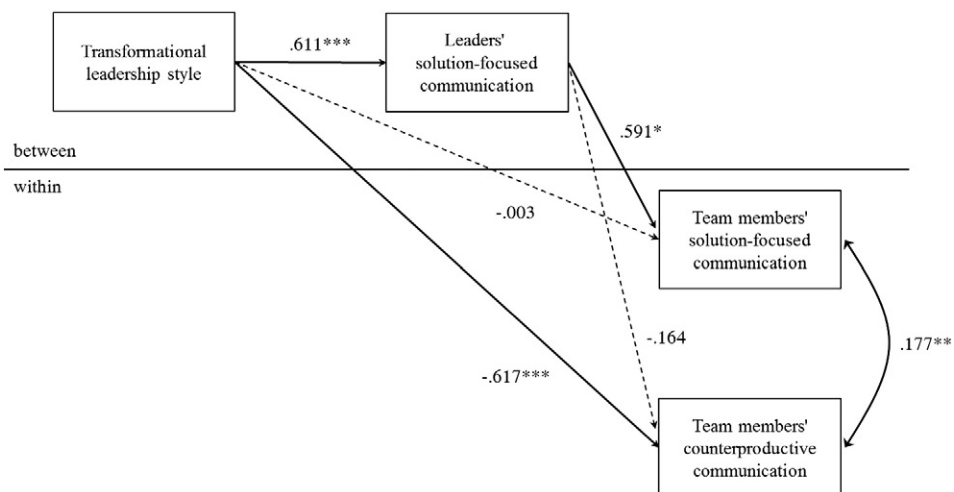 Transformational
leadership style
.611***
Leaders'
solution-focused
communication
.591*
between
within
-.003
Team members'
solution-focused
communication
-.164
.177**
-.617***
Team members'
counterproductive
communication